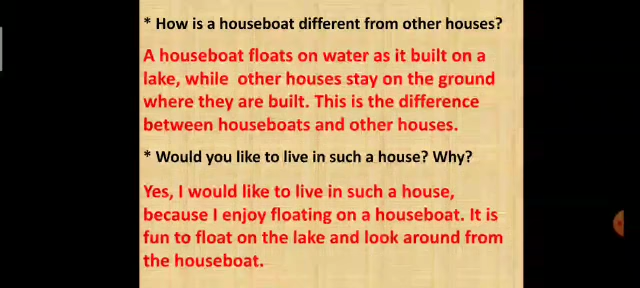 * How is a houseboat different from other houses?
A houseboat floats on water as it built on a
lake, while other houses stay on the ground
where they are built. This is the difference
between houseboats and other houses.
* Would you like to live in such a house? Why?
Yes, I would like to live in such a house,
because I enjoy floating on a houseboat. It is
fun to float on the lake and look around from
the houseboat.